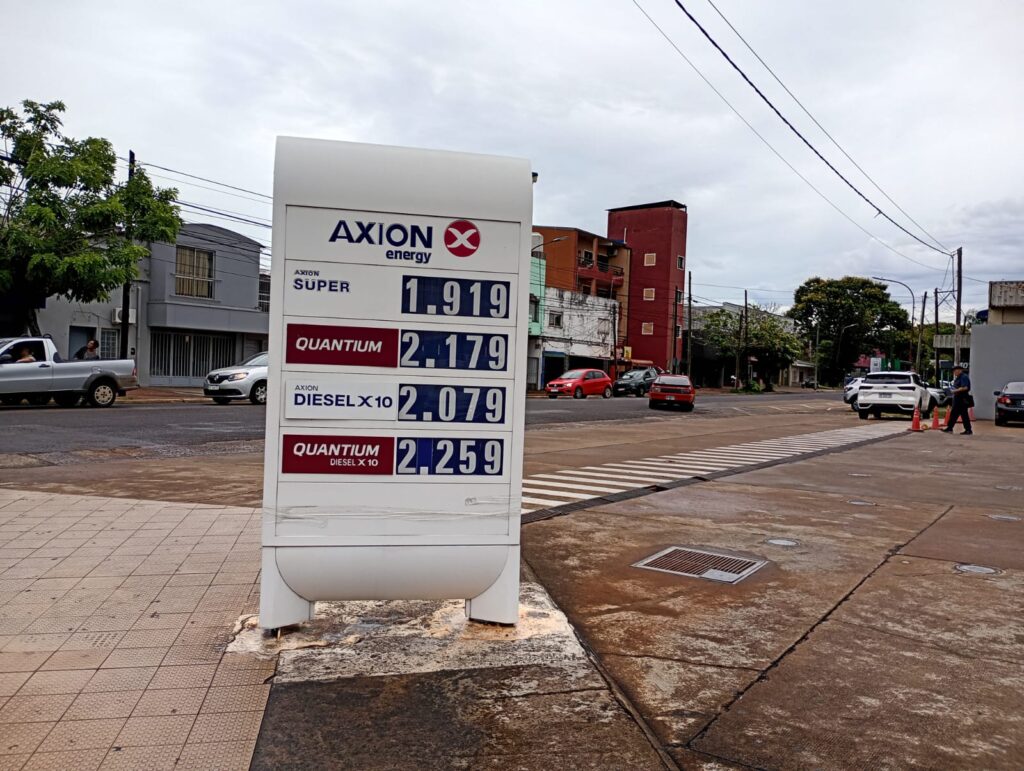 AXION
energy
AXION
SUPER 1.919
QUANTIUM 2.179
AXION
DIESEL X10 2.079
QUANTIUM
DIESEL X10 2.259